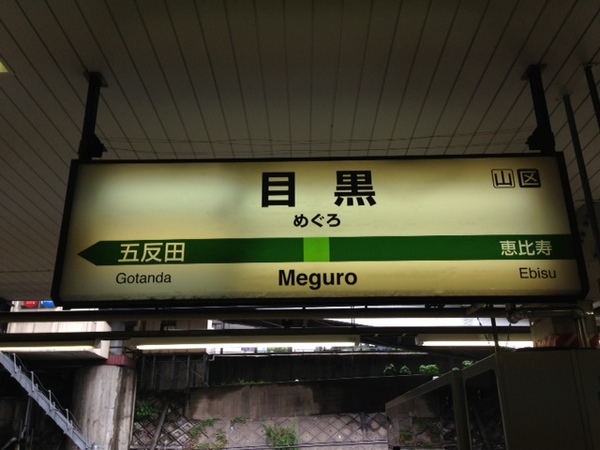 目黒
山区
めぐろ
五反田
恵比寿
Gotanda
Meguro
Ebisu